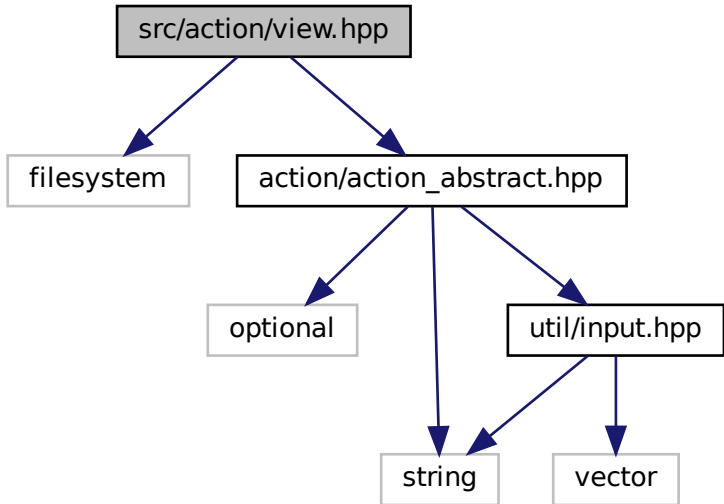 src/action/view.hpp
filesystem
action/action_abstract.hpp
optional
util/input.hpp
string
vector